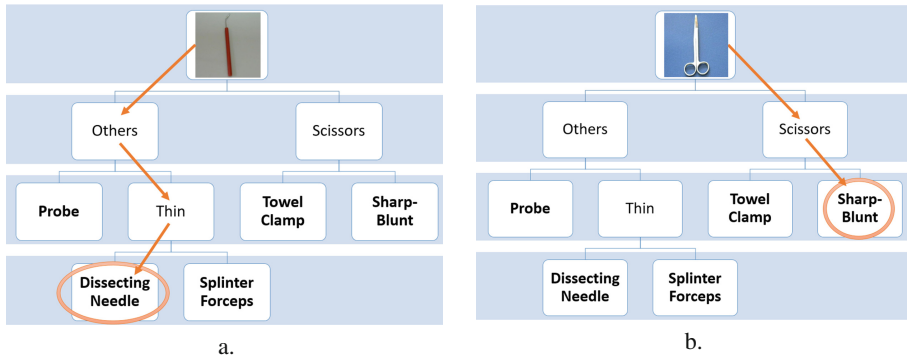 Others
Scissors
Probe
Thin
Towel
Clamp
Sharp-
Blunt
Dissecting
Needle
Splinter
Forceps
a.
Others
Scissors
Probe
Thin
Towel
Clamp
Sharp-
Blunt
Dissecting
Needle
Splinter
Forceps
b.